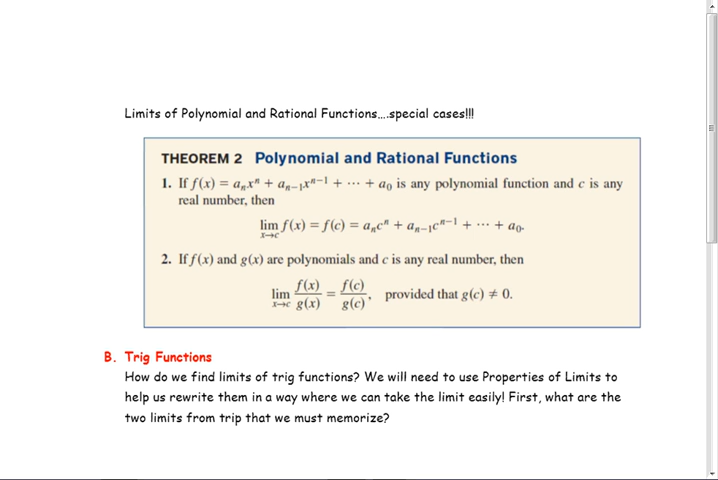 Limits of Polynomial and Rational Functions....special cases!!!
THEOREM 2 Polynomial and Rational Functions
1. If f(x) = aₙxⁿ + aₙ₋₁xⁿ⁻¹ + ⋯ + a₀ is any polynomial function and c is any
real number, then
lim x→c f(x) = f(c) = aₙcⁿ + aₙ₋₁cⁿ⁻¹ + ⋯ + a₀.
2. If f(x) and g(x) are polynomials and c is any real number, then
lim x→c f(x)/g(x) = f(c)/g(c), provided that g(c) ≠ 0.
B. Trig Functions
How do we find limits of trig functions? We will need to use Properties of Limits to
help us rewrite them in a way where we can take the limit easily! First, what are the
two limits from trip that we must memorize?